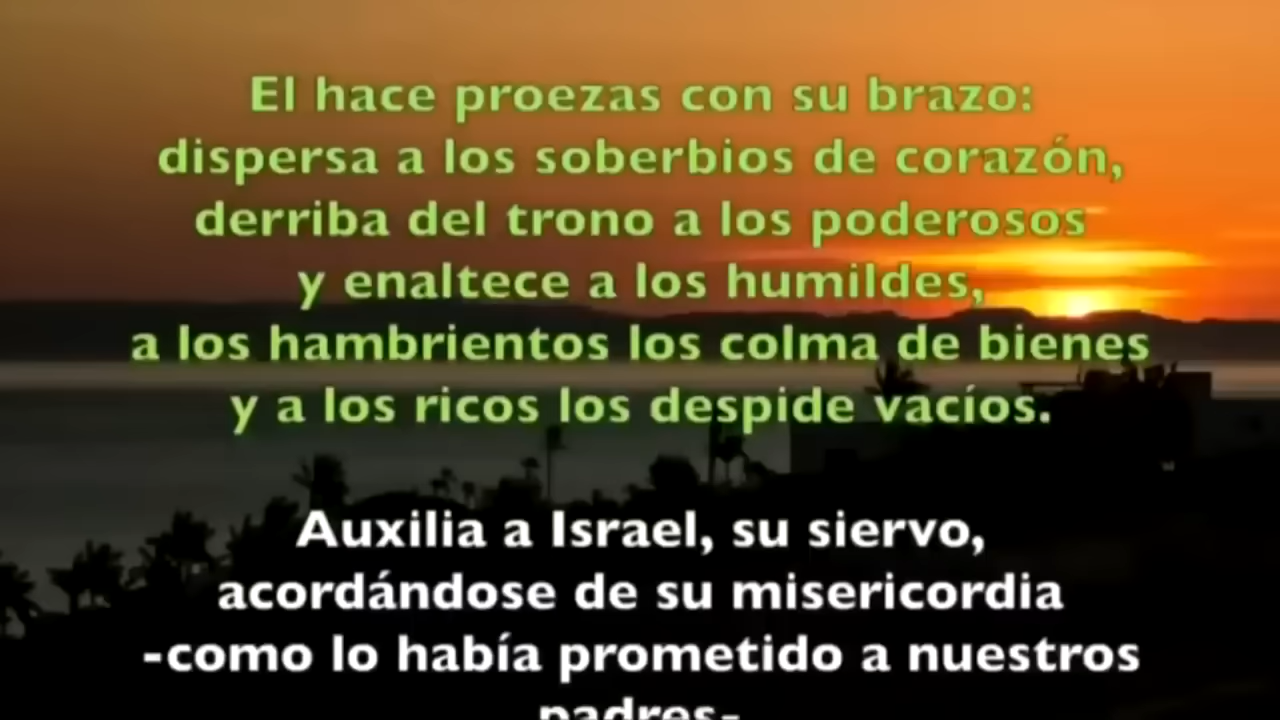 El hace proezas con su brazo:
dispersa a los soberbios de corazón,
derriba del trono a los poderosos
y enaltece a los humildes,
a los hambrientos los colma de bienes
y a los ricos los despide vacíos.
Auxilia a Israel, su siervo,
acordándose de su misericordia
-como lo había prometido a nuestros
padres-